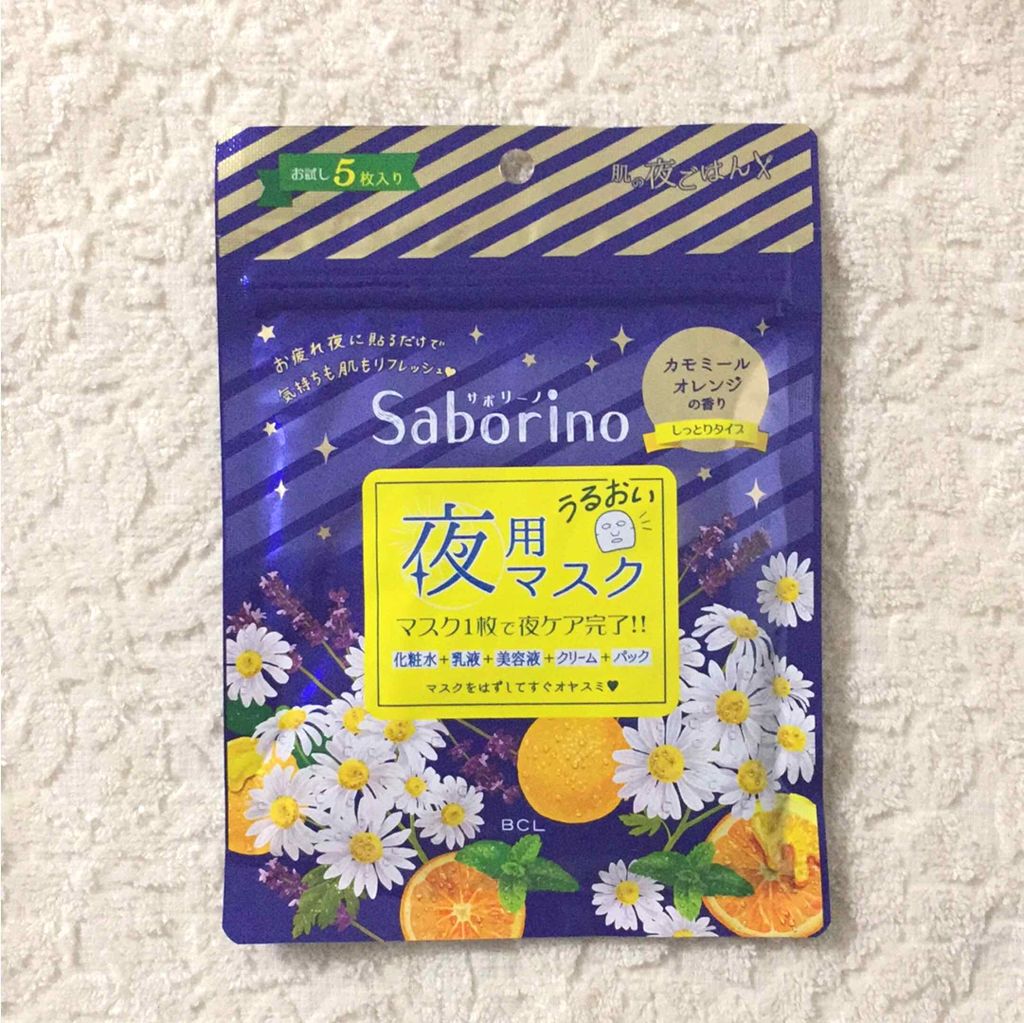 お試し5枚入り
肌の夜ごはん
お疲れ夜に貼るだけで
気持ちも肌もリフレッシュ♥
サボリーノ
Saborino
カモミール
オレンジ
の香り
しっとりタイプ
うるおい
夜用
マスク
マスク1枚で夜ケア完了!!
化粧水+乳液+美容液+クリーム+パック
マスクをはずしてすぐオヤスミ♥
BCL